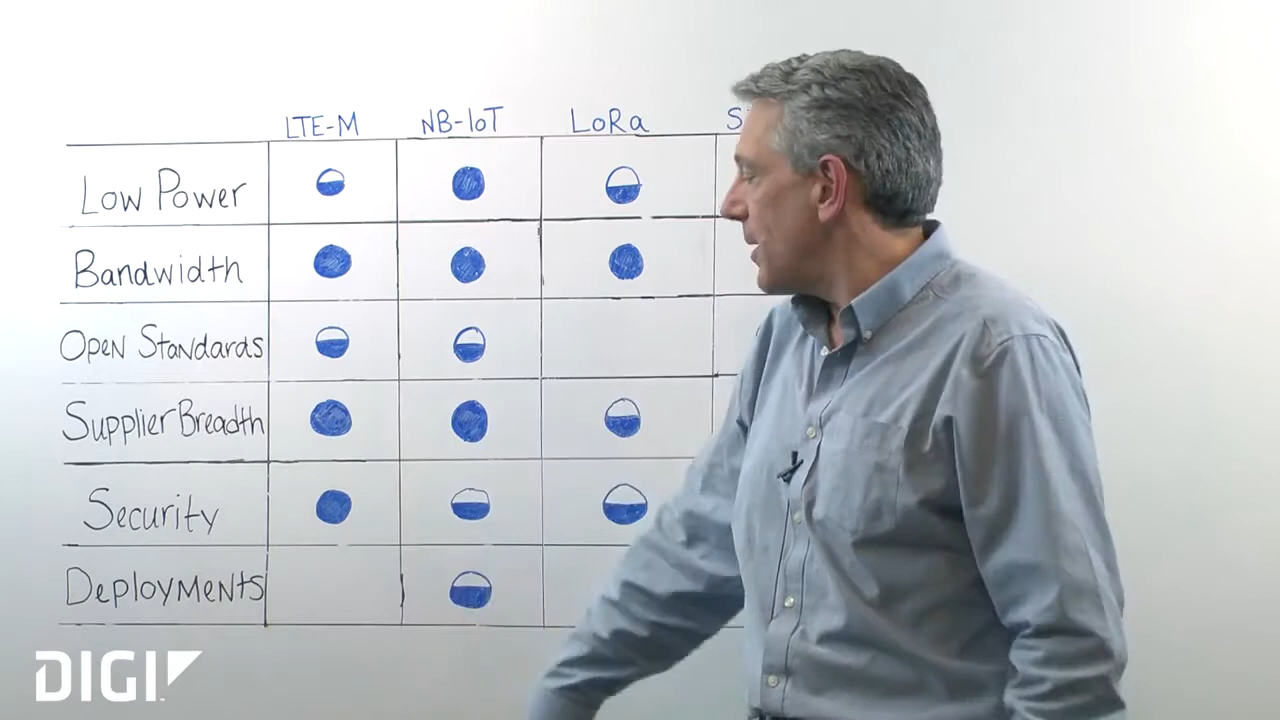 LTE-M NB-IoT LoRa
Low Power
Bandwidth
Open Standards
Supplier Breadth
Security
Deployments
DIGI